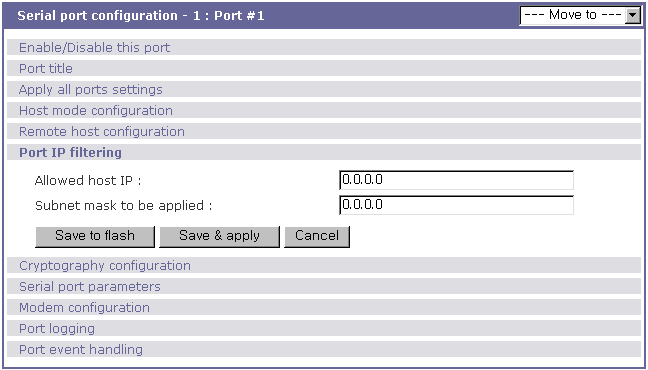 Serial port configuration - 1 : Port #1 --- Move to ---
Enable/Disable this port
Port title
Apply all ports settings
Host mode configuration
Remote host configuration
Port IP filtering
Allowed host IP : 0.0.0.0
Subnet mask to be applied : 0.0.0.0
Save to flash Save & apply Cancel
Cryptography configuration
Serial port parameters
Modem configuration
Port logging
Port event handling